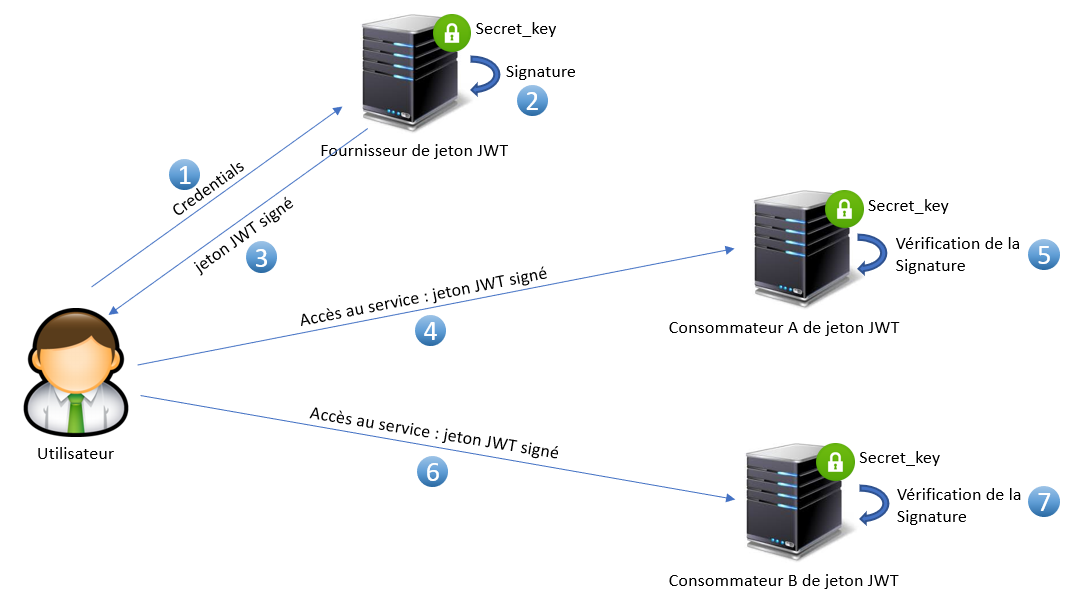 Secret_key
Signature
2
Fournisseur de jeton JWT
1
Credentials
jeton JWT signé
3
Secret_key
Vérification de la
Signature
5
Accès au service : jeton JWT signé
4
Consommateur A de jeton JWT
Accès au service : jeton JWT signé
6
Utilisateur
Secret_key
Vérification de la
Signature
7
Consommateur B de jeton JWT